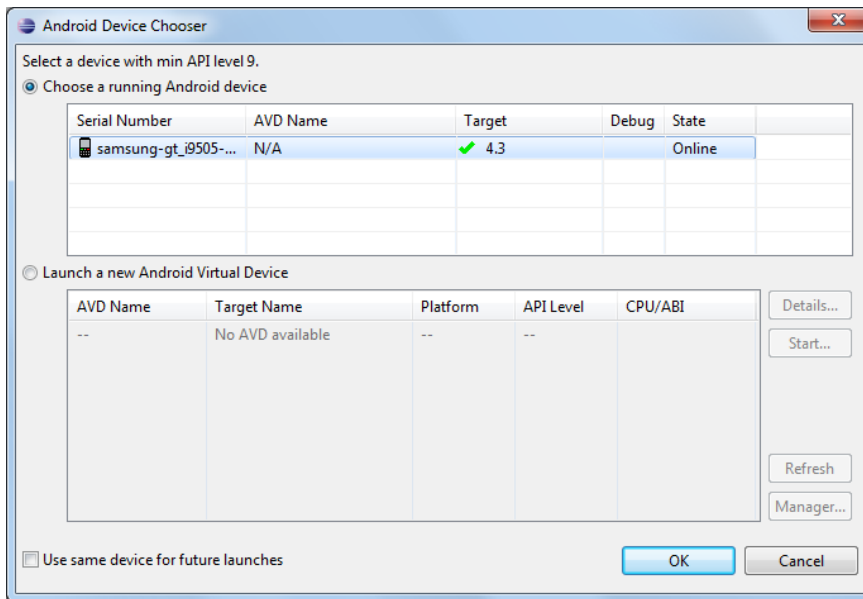 Android Device Chooser
Select a device with min API level 9.
Choose a running Android device
Serial Number AVD Name Target Debug State
samsung-gt_i9505-... N/A 4.3 Online
Launch a new Android Virtual Device
AVD Name Target Name Platform API Level CPU/ABI
-- No AVD available -- --
Details...
Start...
Refresh
Manager...
Use same device for future launches
OK Cancel